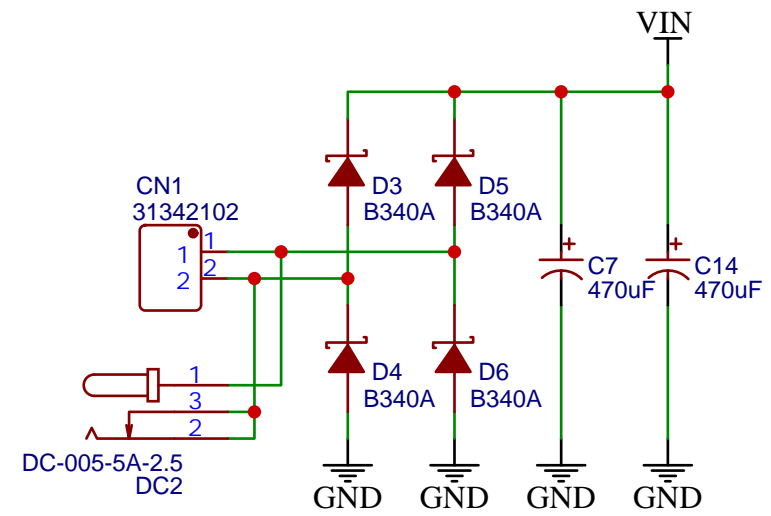 VIN
CN1
31342102
1
2
1
2
D3
B340A
D5
B340A
C7
470uF
C14
470uF
D4
B340A
D6
B340A
1
3
2
DC-005-5A-2.5
DC2
GND
GND
GND
GND